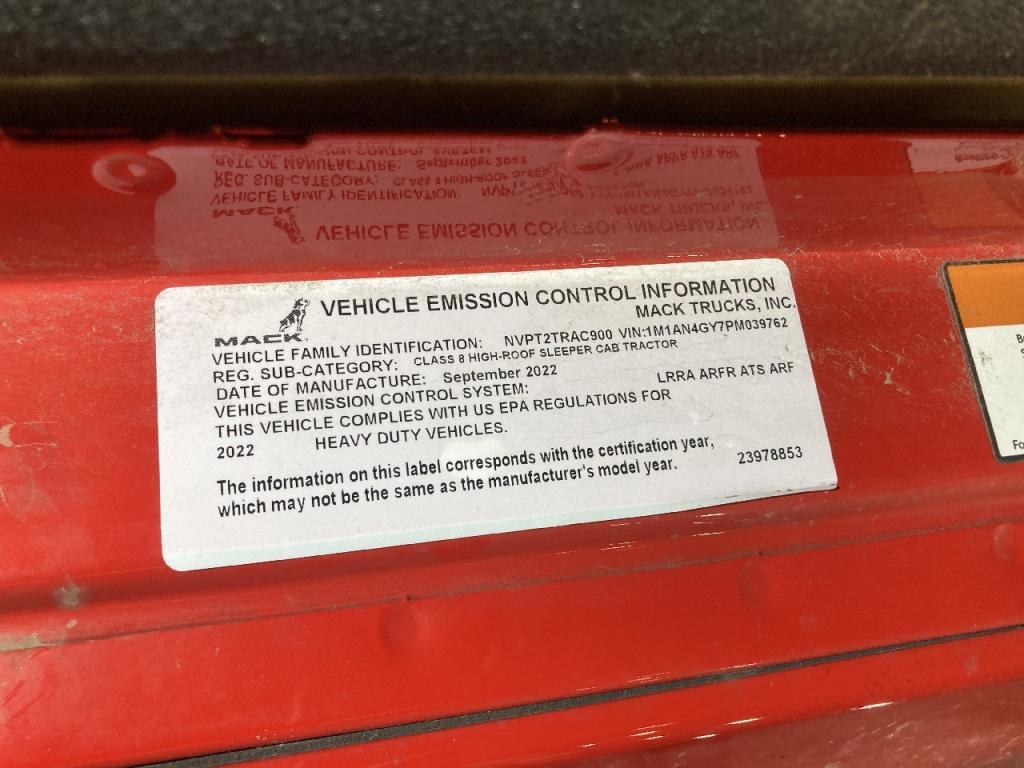 VEHICLE EMISSION CONTROL INFORMATION
MACK TRUCKS, INC.
MACK
VEHICLE FAMILY IDENTIFICATION: NVPT2TRAC900 VIN:1M1AN4GY7PM039762
REG. SUB-CATEGORY: CLASS 8 HIGH-ROOF SLEEPER CAB TRACTOR
DATE OF MANUFACTURE: September 2022
VEHICLE EMISSION CONTROL SYSTEM: LRRA ARFR ATS ARF
THIS VEHICLE COMPLIES WITH US EPA REGULATIONS FOR
2022 HEAVY DUTY VEHICLES.
The information on this label corresponds with the certification year,
which may not be the same as the manufacturer's model year. 23978853